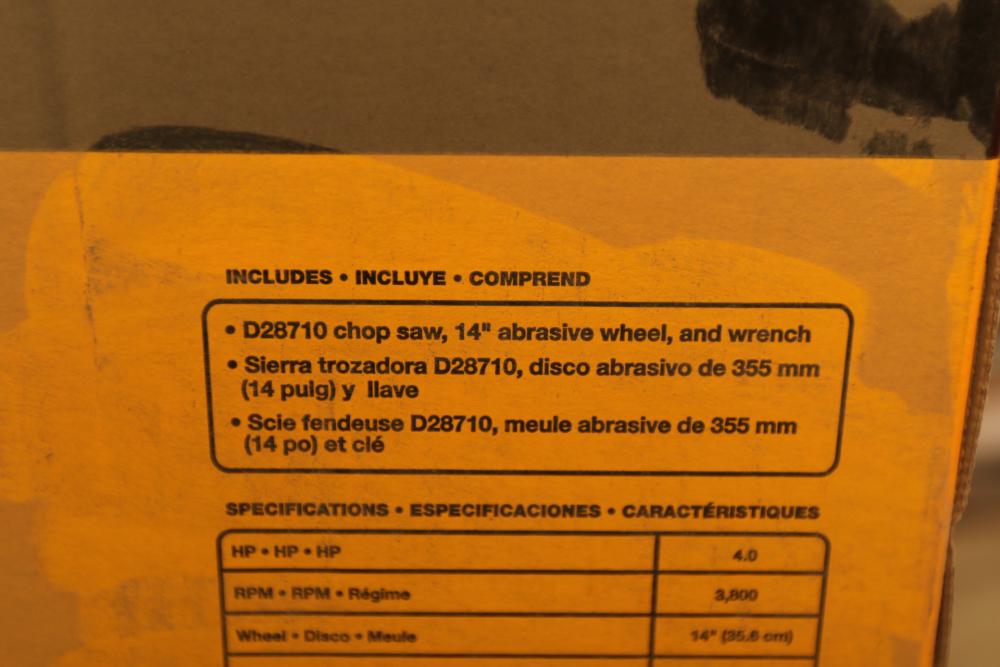 INCLUDES • INCLUYE • COMPREND
• D28710 chop saw, 14" abrasive wheel, and wrench
• Sierra trozadora D28710, disco abrasivo de 355 mm
(14 pulg) y llave
• Scie fendeuse D28710, meule abrasive de 355 mm
(14 po) et clé
SPECIFICATIONS • ESPECIFICACIONES • CARACTÉRISTIQUES
HP • HP • HP 4.0
RPM • RPM • Régime 3,800
Wheel • Disco • Meule 14" (35.6 cm)